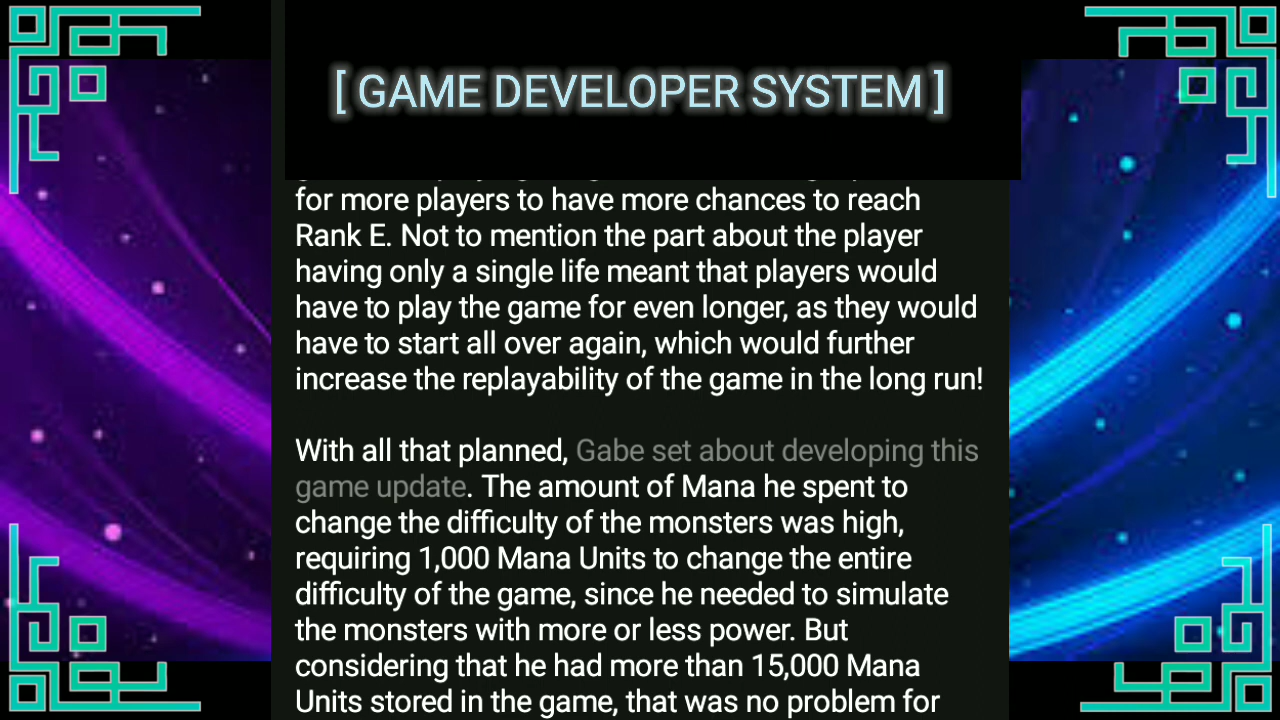 [ GAME DEVELOPER SYSTEM ]
for more players to have more chances to reach
Rank E. Not to mention the part about the player
having only a single life meant that players would
have to play the game for even longer, as they would
have to start all over again, which would further
increase the replayability of the game in the long run!
With all that planned, Gabe set about developing this
game update. The amount of Mana he spent to
change the difficulty of the monsters was high,
requiring 1,000 Mana Units to change the entire
difficulty of the game, since he needed to simulate
the monsters with more or less power. But
considering that he had more than 15,000 Mana
Units stored in the game, that was no problem for